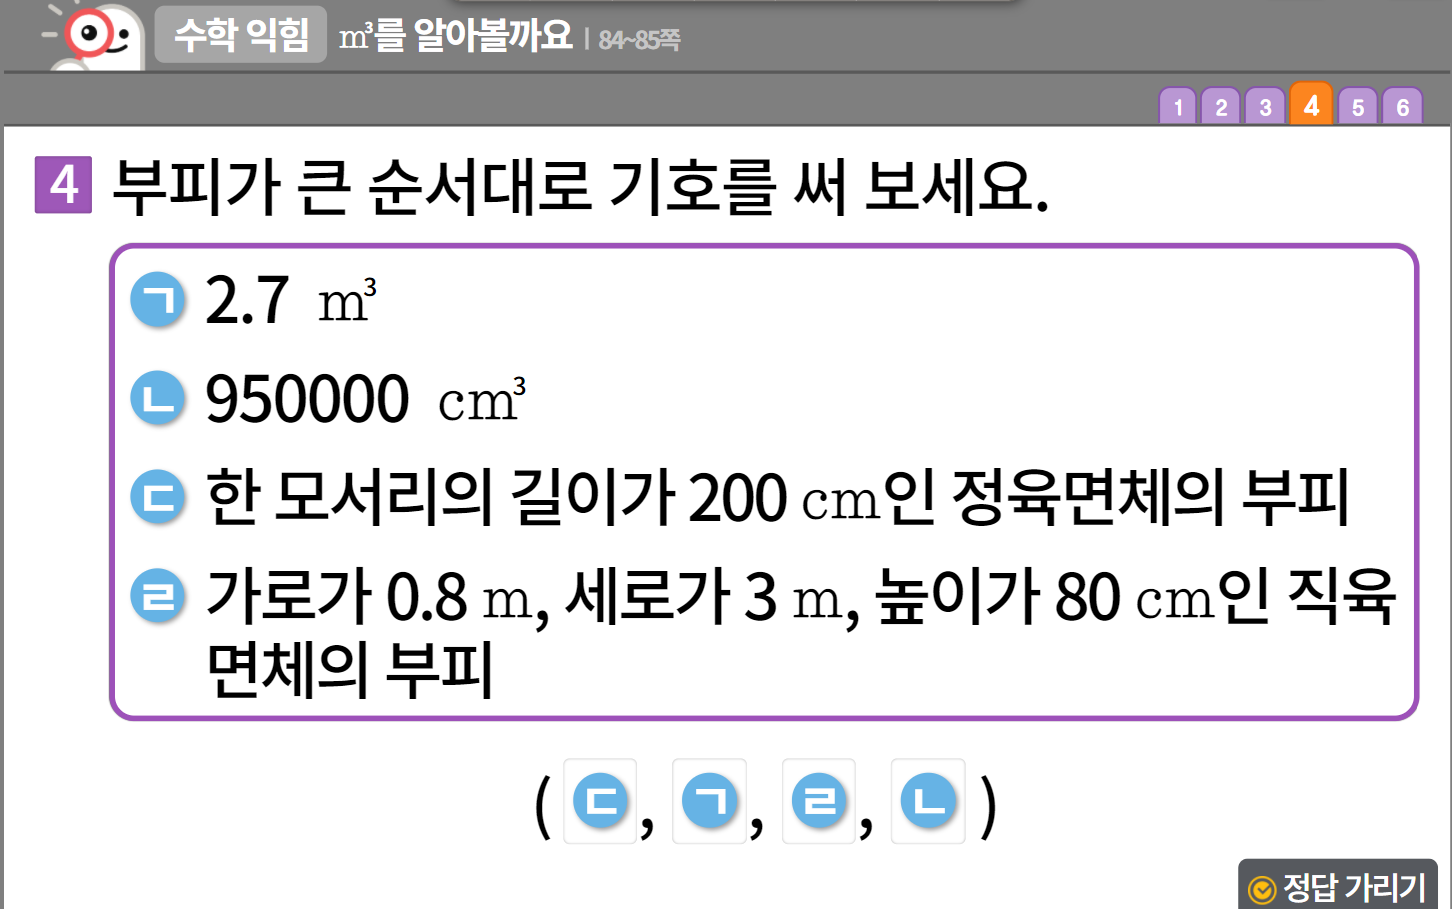 수학 익힘 m³를 알아볼까요 | 84~85쪽
1 2 3 4 5 6
4 부피가 큰 순서대로 기호를 써 보세요.
ㄱ 2.7 m³
ㄴ 950000 cm³
ㄷ 한 모서리의 길이가 200 cm인 정육면체의 부피
ㄹ 가로가 0.8 m, 세로가 3 m, 높이가 80 cm인 직육
면체의 부피
( ㄷ, ㄱ, ㄹ, ㄴ )
정답 가리기